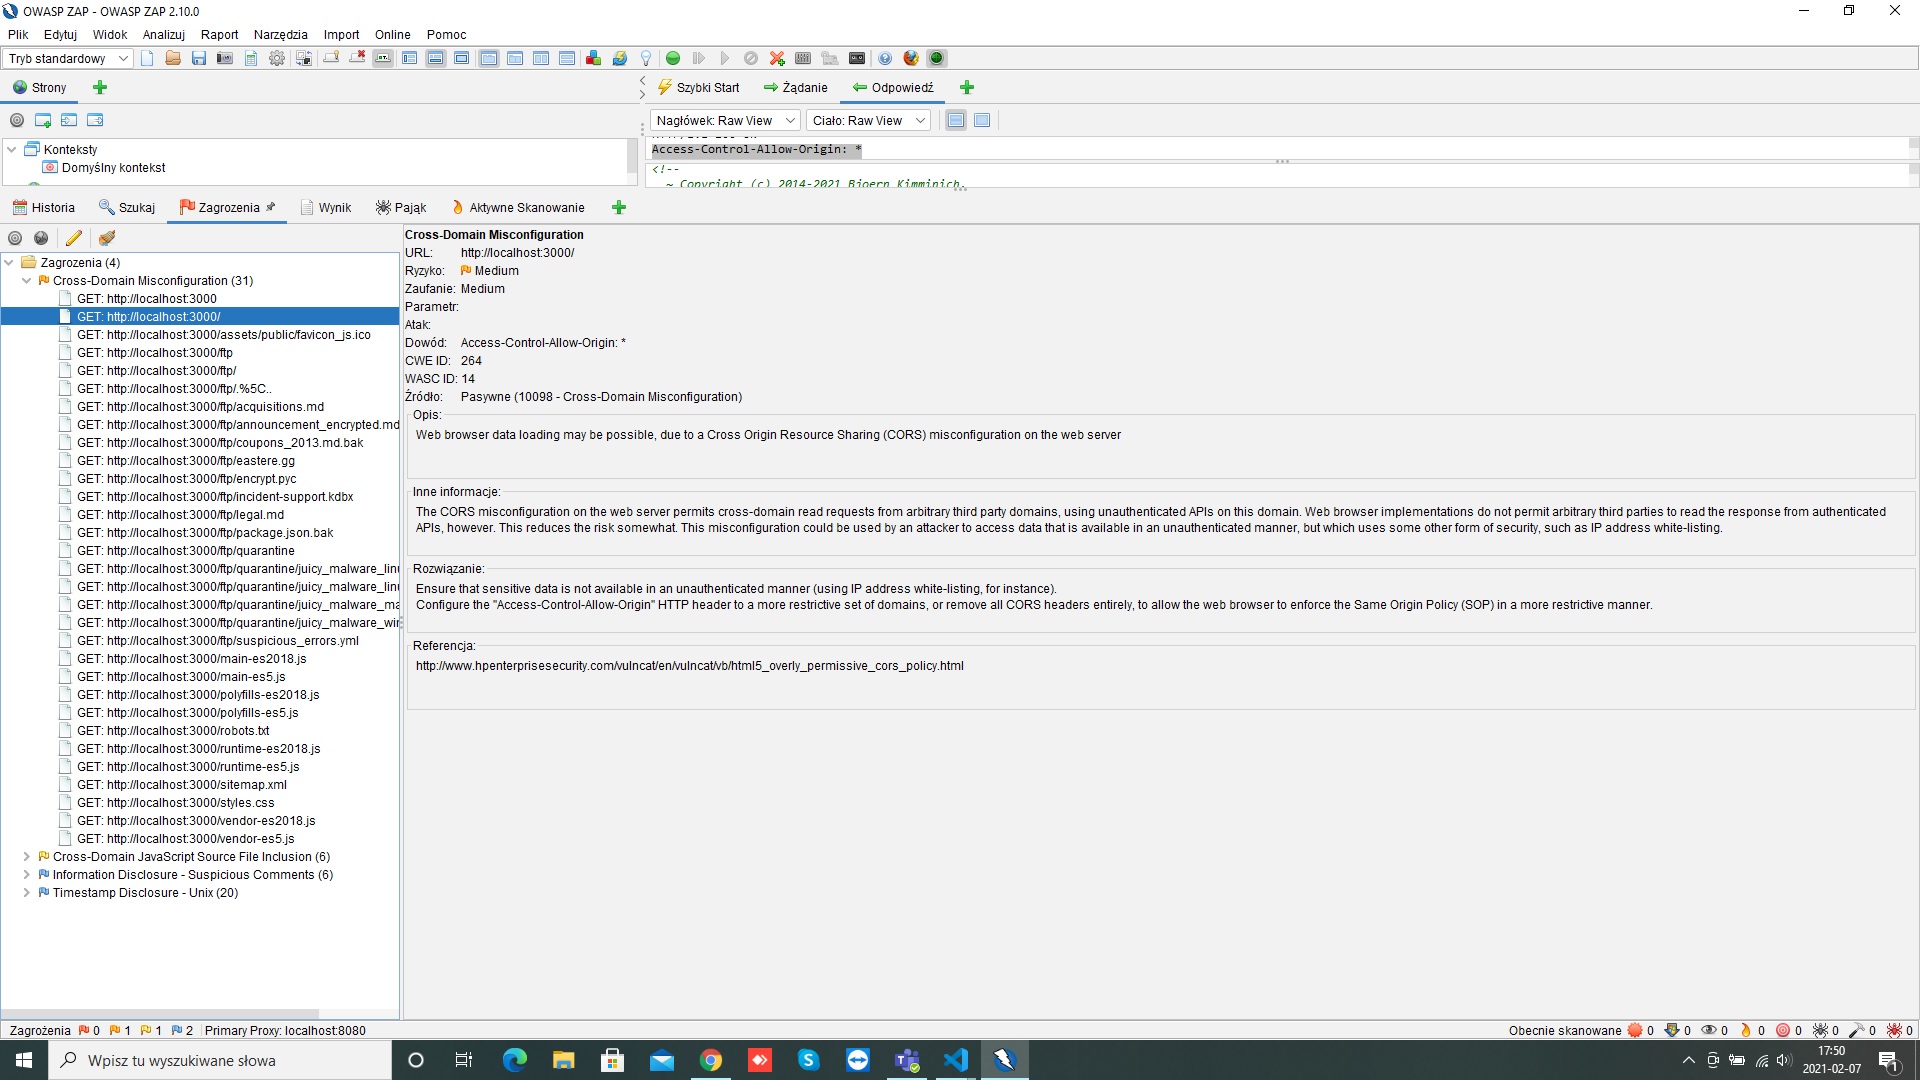 OWASP ZAP - OWASP ZAP 2.10.0
Plik Edytuj Widok Analizuj Raport Narzędzia Import Online Pomoc
Tryb standardowy
Strony
Szybki Start Żądanie Odpowiedź
Nagłówek: Raw View Ciało: Raw View
Konteksty
Domyślny kontekst
Access-Control-Allow-Origin: *
<!--
~ Copyright (c) 2014-2021 Bjoern Kimminich.
Historia Szukaj Zagrozenia Wynik Pająk Aktywne Skanowanie
Zagrozenia (4)
Cross-Domain Misconfiguration (31)
GET: http://localhost:3000
GET: http://localhost:3000/
GET: http://localhost:3000/assets/public/favicon_js.ico
GET: http://localhost:3000/ftp
GET: http://localhost:3000/ftp/
GET: http://localhost:3000/ftp/.%5C..
GET: http://localhost:3000/ftp/acquisitions.md
GET: http://localhost:3000/ftp/announcement_encrypted.md
GET: http://localhost:3000/ftp/coupons_2013.md.bak
GET: http://localhost:3000/ftp/eastere.gg
GET: http://localhost:3000/ftp/encrypt.pyc
GET: http://localhost:3000/ftp/incident-support.kdbx
GET: http://localhost:3000/ftp/legal.md
GET: http://localhost:3000/ftp/package.json.bak
GET: http://localhost:3000/ftp/quarantine
GET: http://localhost:3000/ftp/quarantine/juicy_malware_linu
GET: http://localhost:3000/ftp/quarantine/juicy_malware_linu
GET: http://localhost:3000/ftp/quarantine/juicy_malware_ma
GET: http://localhost:3000/ftp/quarantine/juicy_malware_win
GET: http://localhost:3000/ftp/suspicious_errors.yml
GET: http://localhost:3000/main-es2018.js
GET: http://localhost:3000/main-es5.js
GET: http://localhost:3000/polyfills-es2018.js
GET: http://localhost:3000/polyfills-es5.js
GET: http://localhost:3000/robots.txt
GET: http://localhost:3000/runtime-es2018.js
GET: http://localhost:3000/runtime-es5.js
GET: http://localhost:3000/sitemap.xml
GET: http://localhost:3000/styles.css
GET: http://localhost:3000/vendor-es2018.js
GET: http://localhost:3000/vendor-es5.js
Cross-Domain JavaScript Source File Inclusion (6)
Information Disclosure - Suspicious Comments (6)
Timestamp Disclosure - Unix (20)
Cross-Domain Misconfiguration
URL: http://localhost:3000/
Ryzyko: Medium
Zaufanie: Medium
Parametr:
Atak:
Dowód: Access-Control-Allow-Origin: *
CWE ID: 264
WASC ID: 14
Źródło: Pasywne (10098 - Cross-Domain Misconfiguration)
Opis:
Web browser data loading may be possible, due to a Cross Origin Resource Sharing (CORS) misconfiguration on the web server
Inne informacje:
The CORS misconfiguration on the web server permits cross-domain read requests from arbitrary third party domains, using unauthenticated APIs on this domain. Web browser implementations do not permit arbitrary third parties to read the response from authenticated
APIs, however. This reduces the risk somewhat. This misconfiguration could be used by an attacker to access data that is available in an unauthenticated manner, but which uses some other form of security, such as IP address white-listing.
Rozwiązanie:
Ensure that sensitive data is not available in an unauthenticated manner (using IP address white-listing, for instance).
Configure the "Access-Control-Allow-Origin" HTTP header to a more restrictive set of domains, or remove all CORS headers entirely, to allow the web browser to enforce the Same Origin Policy (SOP) in a more restrictive manner.
Referencja:
http://www.hpenterprisesecurity.com/vulncat/en/vulncat/vb/html5_overly_permissive_cors_policy.html
Zagrożenia 0 1 1 2 Primary Proxy: localhost:8080
Obecnie skanowane 0 0 0 0 0 0 0 0
Wpisz tu wyszukiwane słowa
17:50
2021-02-07
1